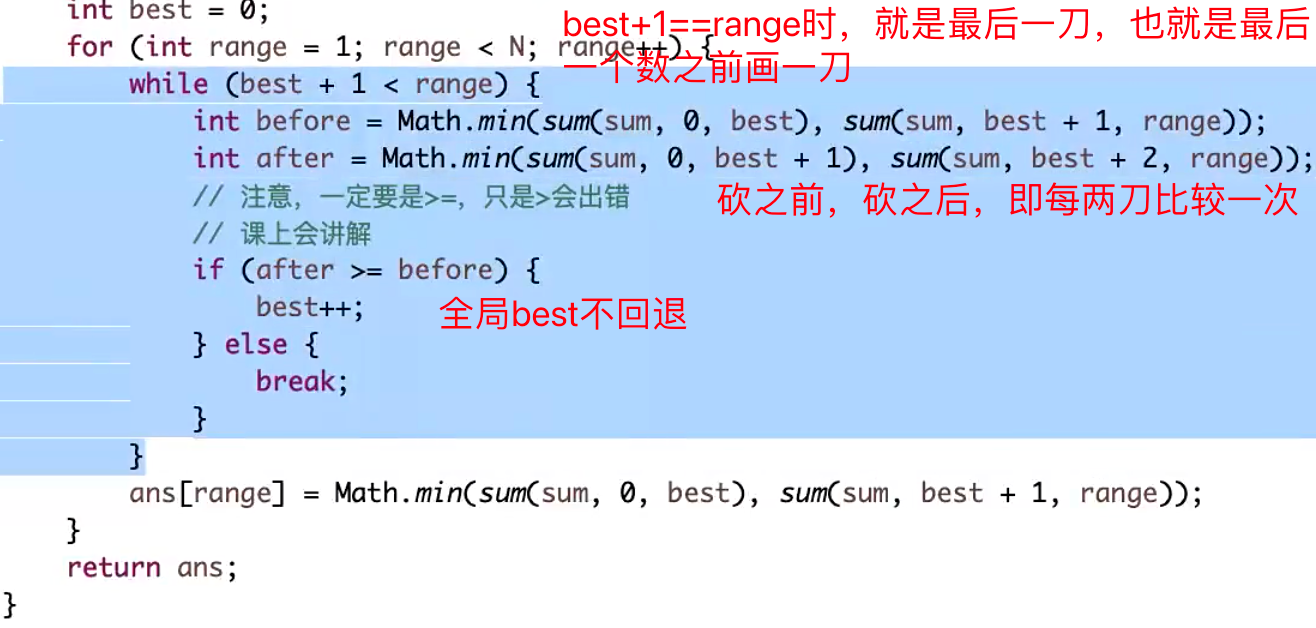 int best = 0;
best+1==range时，就是最后一刀，也就是最后
for (int range = 1; range < N; range++) {
一个数之前画一刀
while (best + 1 < range) {
int before = Math.min(sum(sum, 0, best), sum(sum, best + 1, range));
int after = Math.min(sum(sum, 0, best + 1), sum(sum, best + 2, range));
// 注意，一定要是>=，只是>会出错
砍之前，砍之后，即每两刀比较一次
// 课上会讲解
if (after >= before) {
best++;
全局best不回退
} else {
break;
}
}
ans[range] = Math.min(sum(sum, 0, best), sum(sum, best + 1, range));
}
return ans;
}